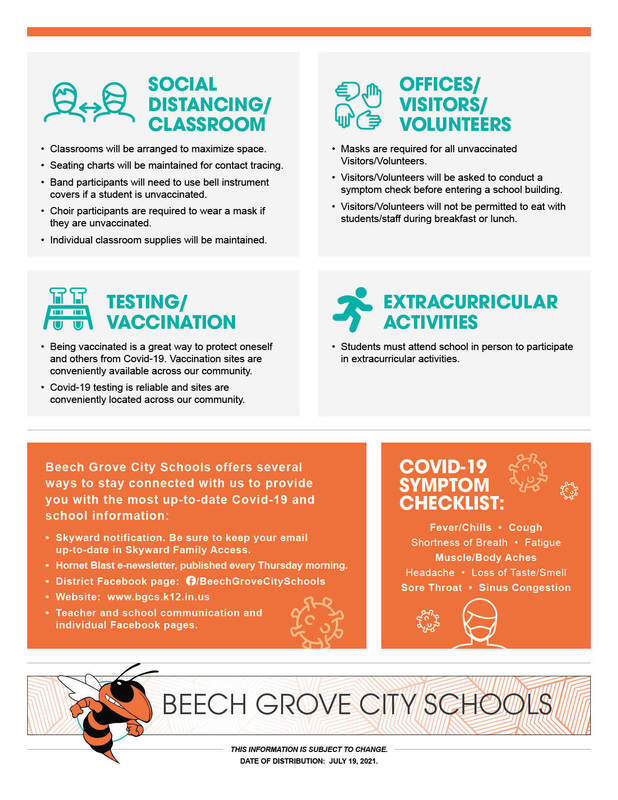 SOCIAL
DISTANCING/
CLASSROOM
• Classrooms will be arranged to maximize space.
• Seating charts will be maintained for contact tracing.
• Band participants will need to use bell instrument
covers if a student is unvaccinated.
• Choir participants are required to wear a mask if
they are unvaccinated.
• Individual classroom supplies will be maintained.
OFFICES/
VISITORS/
VOLUNTEERS
• Masks are required for all unvaccinated
Visitors/Volunteers.
• Visitors/Volunteers will be asked to conduct a
symptom check before entering a school building.
• Visitors/Volunteers will not be permitted to eat with
students/staff during breakfast or lunch.
TESTING/
VACCINATION
• Being vaccinated is a great way to protect oneself
and others from Covid-19. Vaccination sites are
conveniently available across our community.
• Covid-19 testing is reliable and sites are
conveniently located across our community.
EXTRACURRICULAR
ACTIVITIES
• Students must attend school in person to participate
in extracurricular activities.
Beech Grove City Schools offers several
ways to stay connected with us to provide
you with the most up-to-date Covid-19 and
school information:
• Skyward notification. Be sure to keep your email
up-to-date in Skyward Family Access.
• Hornet Blast e-newsletter, published every Thursday morning.
• District Facebook page: /BeechGroveCitySchools
• Website: www.bgcs.k12.in.us
• Teacher and school communication and
individual Facebook pages.
COVID-19
SYMPTOM
CHECKLIST:
Fever/Chills • Cough
Shortness of Breath • Fatigue
Muscle/Body Aches
Headache • Loss of Taste/Smell
Sore Throat • Sinus Congestion
BEECH GROVE CITY SCHOOLS
THIS INFORMATION IS SUBJECT TO CHANGE.
DATE OF DISTRIBUTION: JULY 19, 2021.